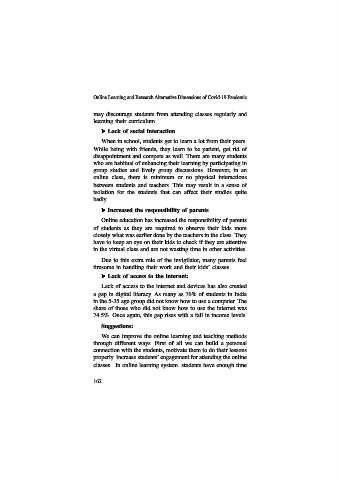 Online Learning and Research Alternative Dimensions of Covid-19 Pandemic
may discourage students from attending classes regularly and
learning their curriculum.
➤ Lack of social interaction
When in school, students get to learn a lot from their peers.
While being with friends, they learn to be patient, get rid of
disappointment and compete as well. There are many students
who are habitual of enhancing their learning by participating in
group studies and lively group discussions. However, in an
online class, there is minimum or no physical interactions
between students and teachers. This may result in a sense of
isolation for the students that can affect their studies quite
badly.
➤ Increased the responsibility of parents
Online education has increased the responsibility of parents
of students as they are required to observe their kids more
closely what was earlier done by the teachers in the class. They
have to keep an eye on their kids to check if they are attentive
in the virtual class and are not wasting time in other activities.
Due to this extra role of the invigilator, many parents feel
tiresome in handling their work and their kids' classes.
➤ Lack of access to the internet:
Lack of access to the internet and devices has also created
a gap in digital literacy. As many as 76% of students in India
in the 5-35 age group did not know how to use a computer. The
share of those who did not know how to use the internet was
74.5%. Once again, this gap rises with a fall in income levels.
Suggestions:
We can improve the online learning and teaching methods
through different ways. First of all we can build a personal
connection with the students, motivate them to do their lessons
properly. increase students' engagement for attending the online
classes. In online learning system, students have enough time
162